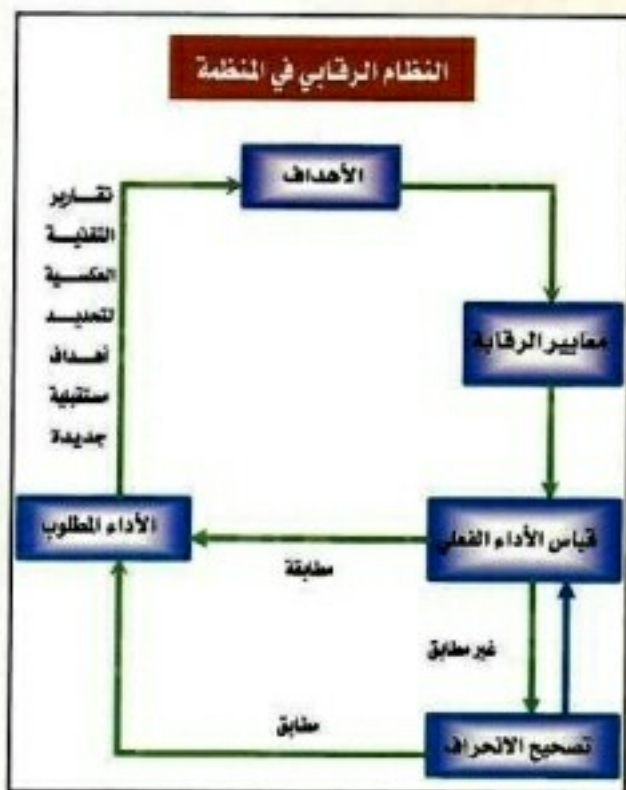 النظام الرقابي في المنظمة
الأهداف
تقارير
التغذية
العكسية
لتحديد
أهداف
مستقبلية
جديدة
معايير الرقابة
الأداء المطلوب
قياس الأداء الفعلي
مطابقة
غير مطابق
مطابق
تصحيح الانحراف